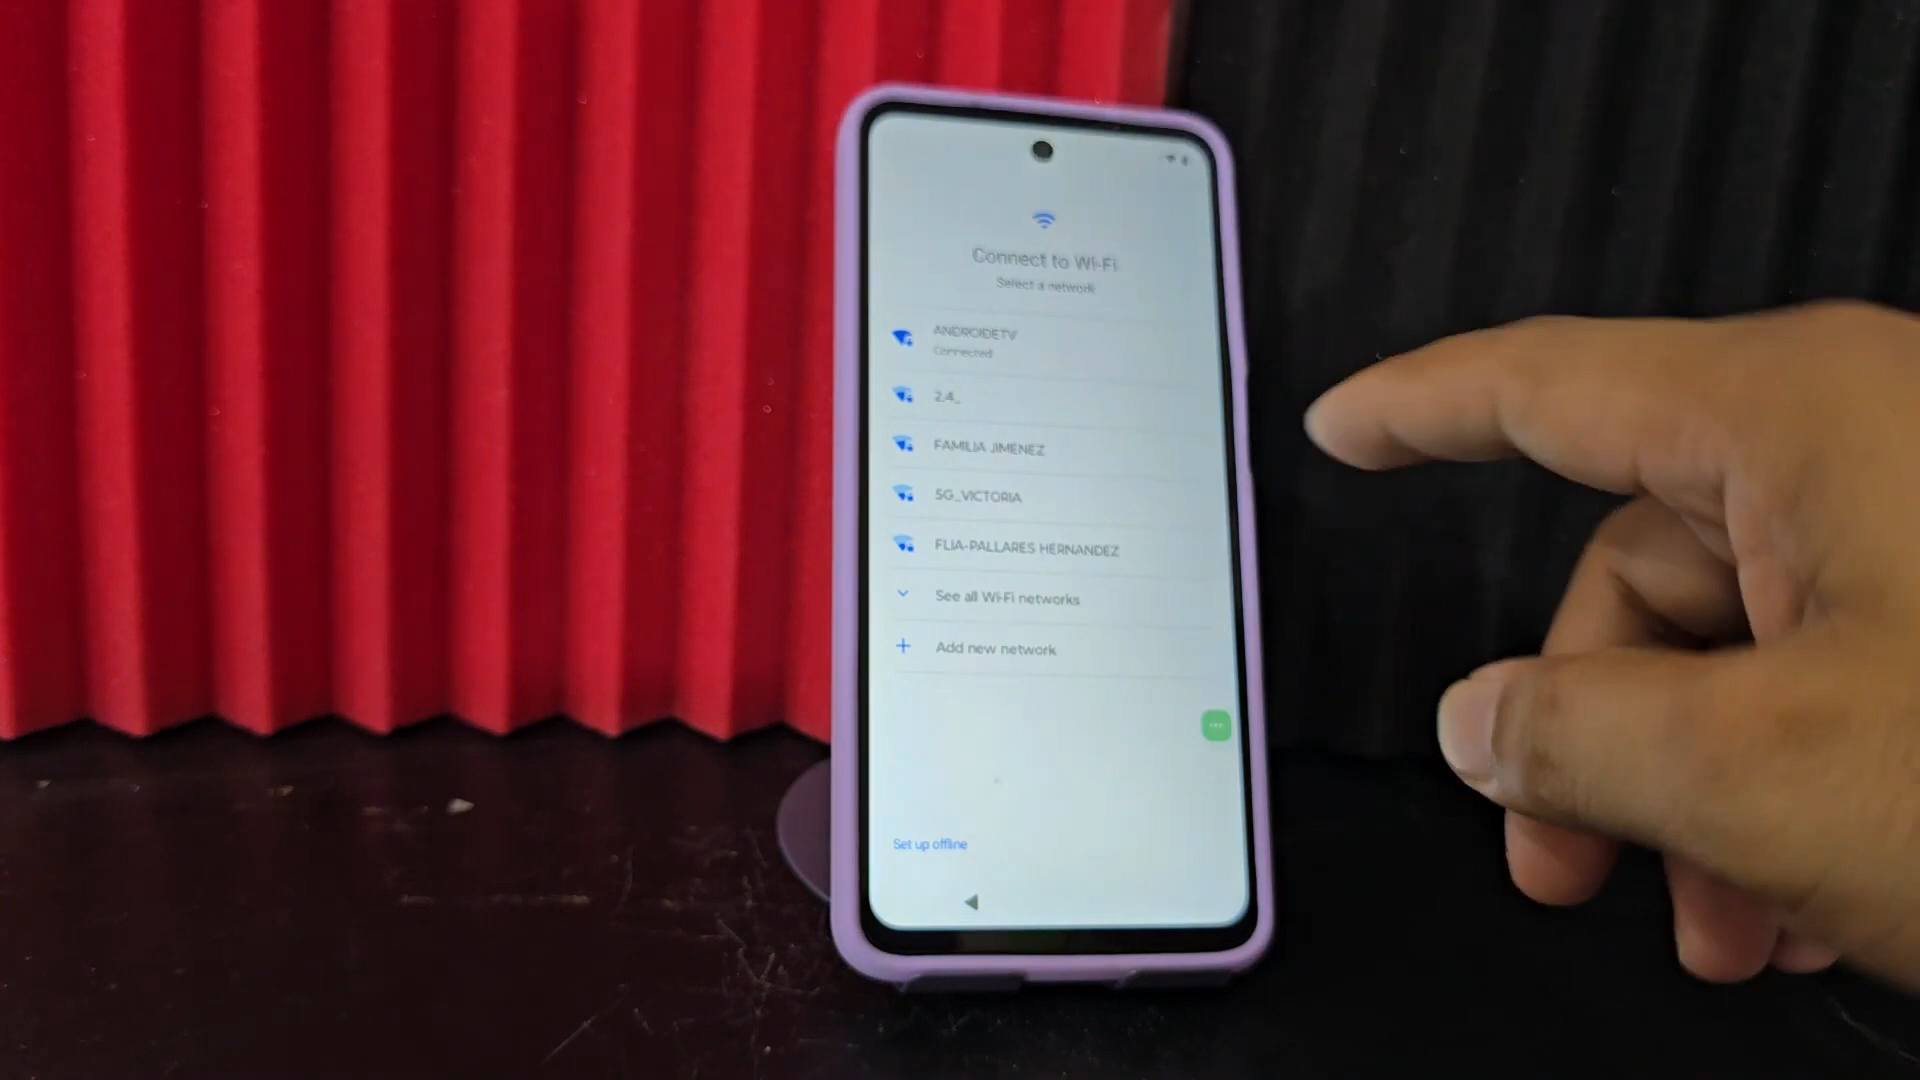 Connect to Wi-Fi
Select a network
ANDROIDETV
Connected
2.4_
FAMILIA JIMENEZ
5G_VICTORIA
FLIA-PALLARES HERNANDEZ
See all Wi-Fi networks
Add new network
Set up offline